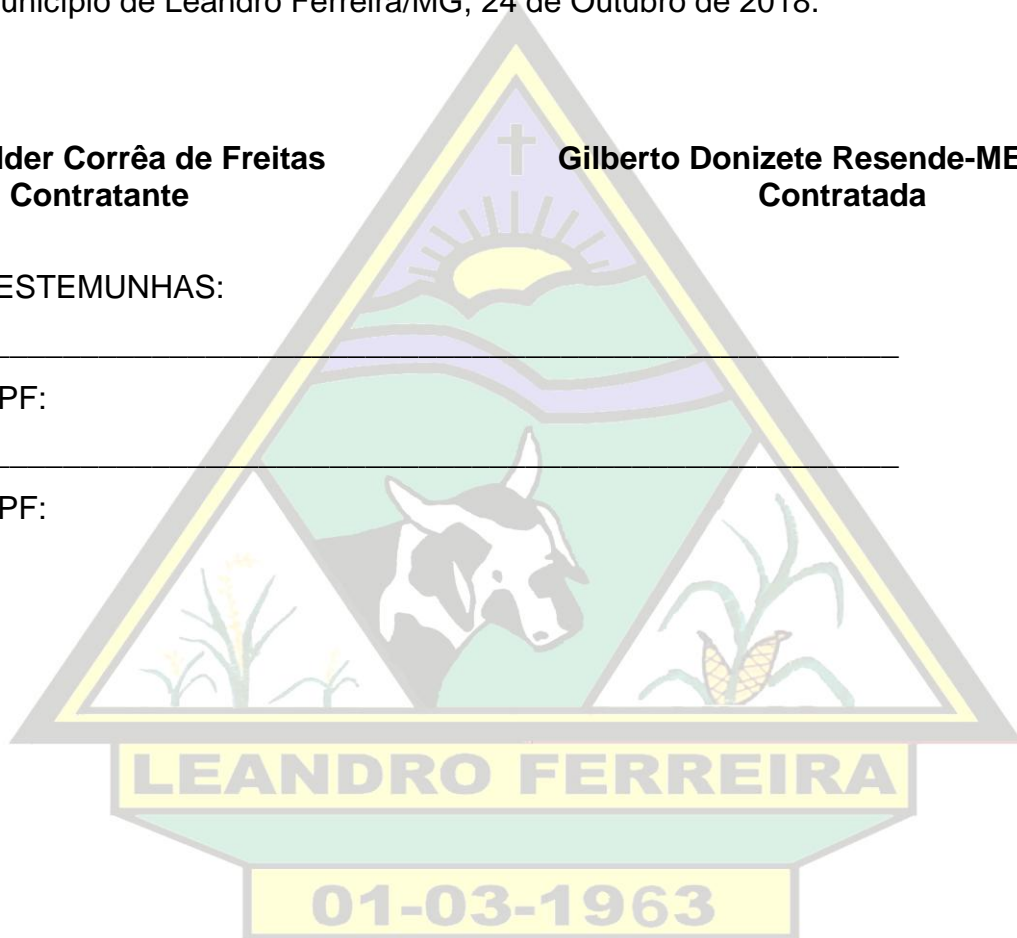 unicípio de Leandro Ferreira/MG, 24 de Outubro de 2018.
lder Corrêa de Freitas Gilberto Donizete Resende-ME
Contratante Contratada
ESTEMUNHAS:
PF:
PF:
LEANDRO FERREIRA
01-03-1963